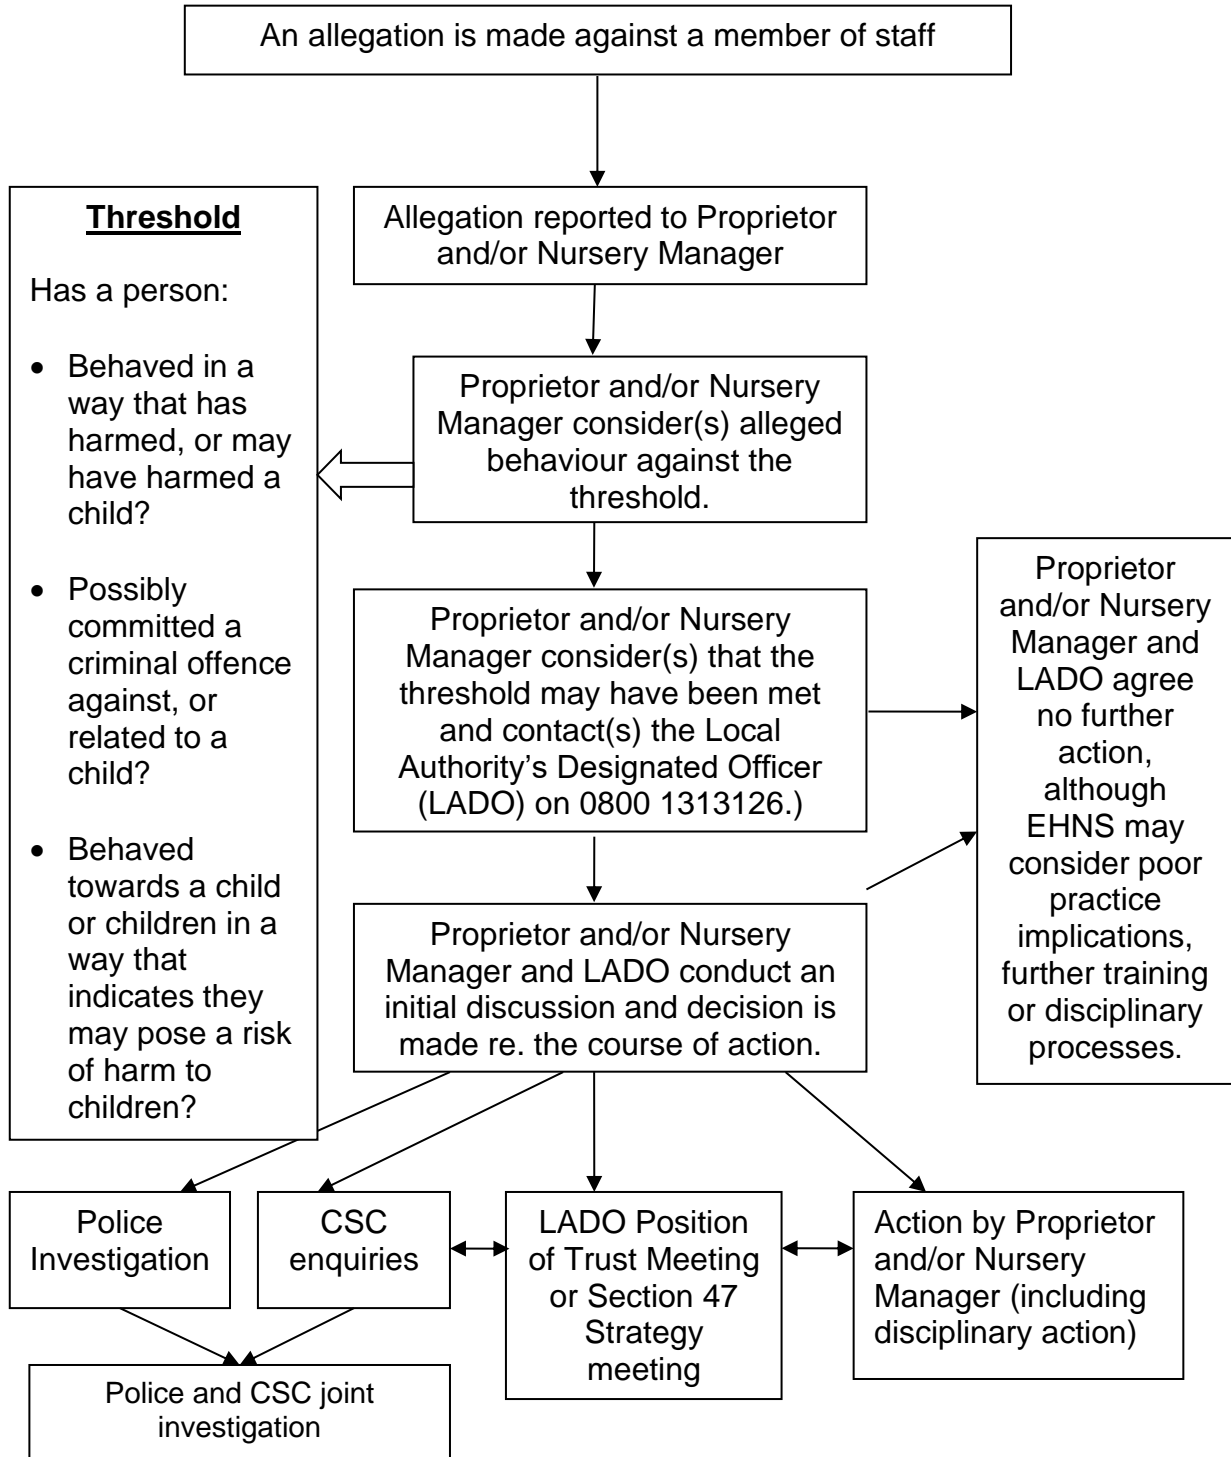 An allegation is made against a member of staff
Threshold
Has a person:
• Behaved in a
way that has
harmed, or may
have harmed a
child?
• Possibly
committed a
criminal offence
against, or
related to a
child?
• Behaved
towards a child
or children in a
way that
indicates they
may pose a risk
of harm to
children?
Allegation reported to Proprietor
and/or Nursery Manager
Proprietor and/or Nursery
Manager consider(s) alleged
behaviour against the
threshold.
Proprietor and/or Nursery
Manager consider(s) that the
threshold may have been met
and contact(s) the Local
Authority’s Designated Officer
(LADO) on 0800 1313126.)
Proprietor
and/or Nursery
Manager and
LADO agree
no further
action,
although
EHNS may
consider poor
practice
implications,
further training
or disciplinary
processes.
Proprietor and/or Nursery
Manager and LADO conduct an
initial discussion and decision is
made re. the course of action.
Police
Investigation
CSC
enquiries
LADO Position
of Trust Meeting
or Section 47
Strategy
meeting
Action by Proprietor
and/or Nursery
Manager (including
disciplinary action)
Police and CSC joint
investigation